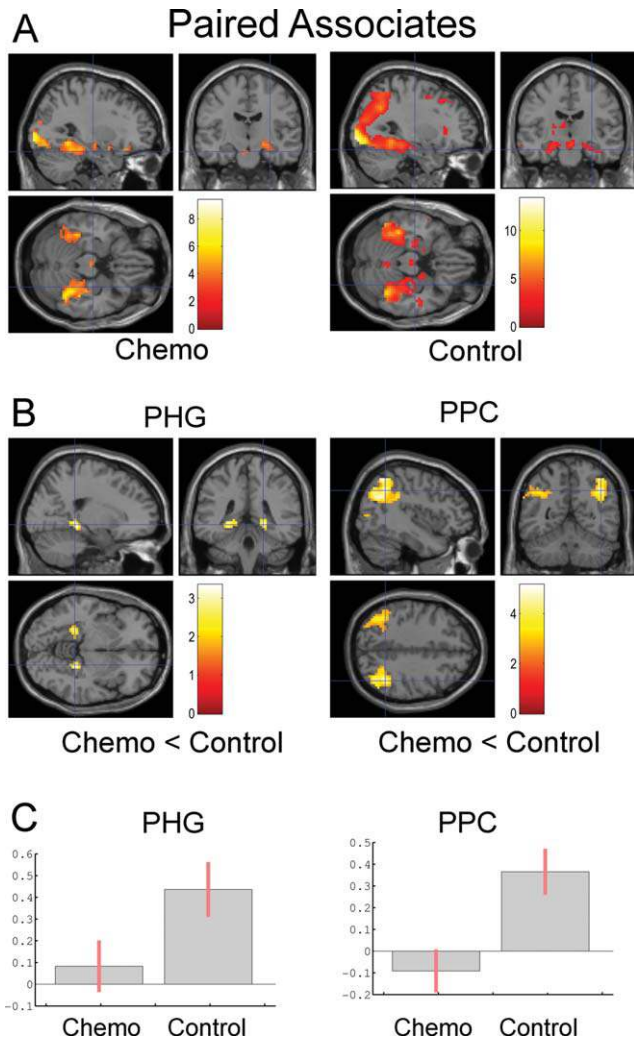 A
Paired Associates
8
6
4
2
0
10
5
0
Chemo
Control
B
PHG
PPC
3
2
1
0
4
2
0
Chemo < Control
Chemo < Control
C
PHG
PPC
0.6
0.5
0.4
0.3
0.2
0.1
0
-0.1
0.5
0.4
0.3
0.2
0.1
0
-0.1
-0.2
Chemo Control
Chemo Control